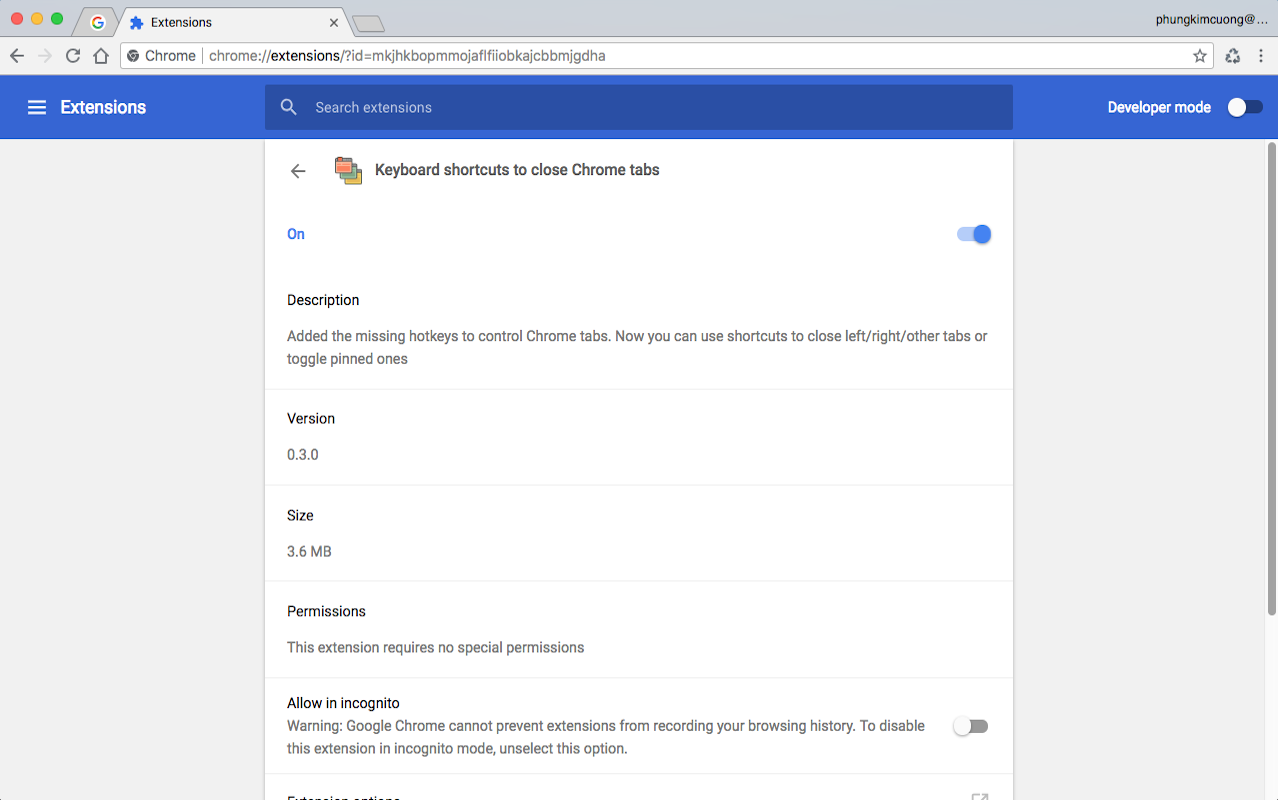 Extensions
phungkimcuong@...
Chrome
chrome://extensions/?id=mkjhkbopmmojaflfiiobkajcbbmjgdha
Extensions
Search extensions
Developer mode
Keyboard shortcuts to close Chrome tabs
On
Description
Added the missing hotkeys to control Chrome tabs. Now you can use shortcuts to close left/right/other tabs or
toggle pinned ones
Version
0.3.0
Size
3.6 MB
Permissions
This extension requires no special permissions
Allow in incognito
Warning: Google Chrome cannot prevent extensions from recording your browsing history. To disable
this extension in incognito mode, unselect this option.
Extension options